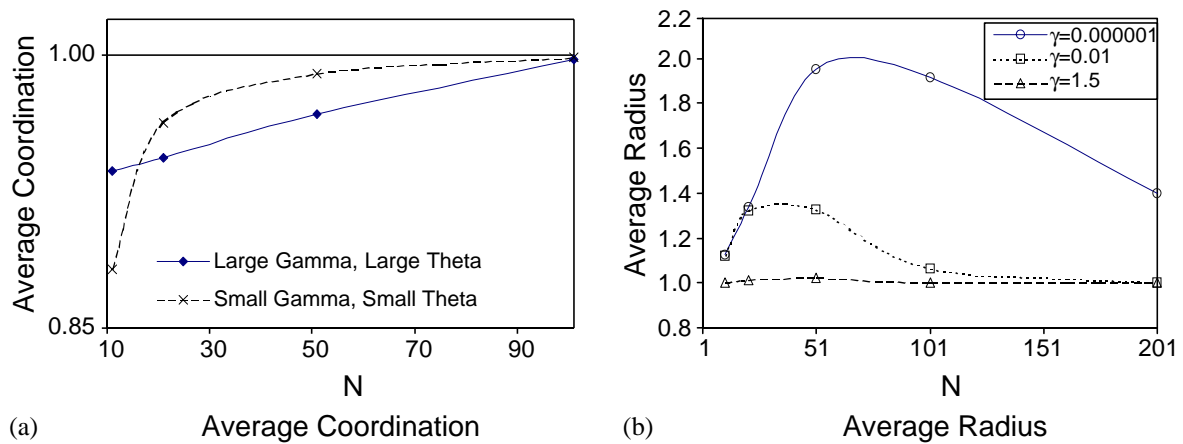 Average Coordination
1.00
0.85
10
30
50
70
90
N
Large Gamma, Large Theta
Small Gamma, Small Theta
(a) Average Coordination
Average Radius
2.2
2.0
1.8
1.6
1.4
1.2
1.0
0.8
1
51
101
151
201
N
γ=0.000001
γ=0.01
γ=1.5
(b) Average Radius